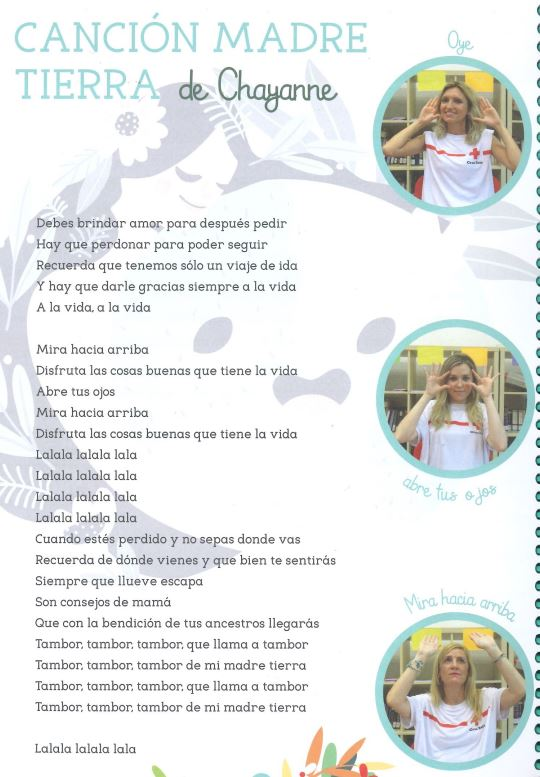 CANCIÓN MADRE
TIERRA de Chayanne
Oye
Debes brindar amor para después pedir
Hay que perdonar para poder seguir
Recuerda que tenemos sólo un viaje de ida
Y hay que darle gracias siempre a la vida
A la vida, a la vida
Mira hacia arriba
Disfruta las cosas buenas que tiene la vida
Abre tus ojos
Mira hacia arriba
Disfruta las cosas buenas que tiene la vida
Lalala lalala lala
Lalala lalala lala
Lalala lalala lala
Lalala lalala lala
Cuando estés perdido y no sepas donde vas
Recuerda de dónde vienes y que bien te sentirás
Siempre que llueve escapa
Son consejos de mamá
Que con la bendición de tus ancestros llegarás
Tambor, tambor, tambor, que llama a tambor
Tambor, tambor, tambor de mi madre tierra
Tambor, tambor, tambor, que llama a tambor
Tambor, tambor, tambor de mi madre tierra
Lalala lalala lala
abre tus ojos
Mira hacia arriba